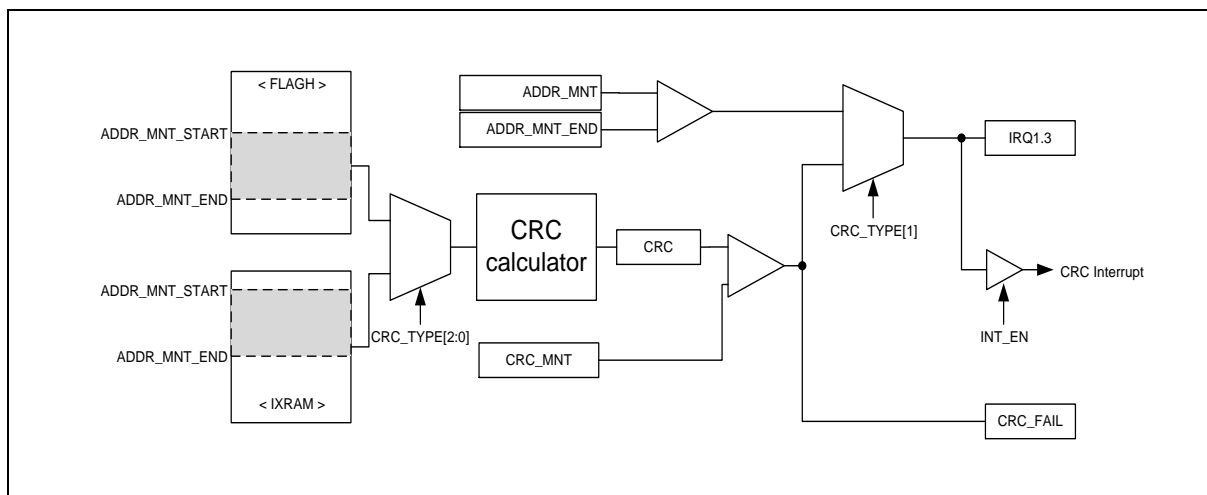 < FLAGH >
ADDR_MNT_START
ADDR_MNT_END
ADDR_MNT_START
ADDR_MNT_END
< IXRAM >
CRC_TYPE[2:0]
CRC
calculator
CRC
CRC_MNT
ADDR_MNT
ADDR_MNT_END
CRC_TYPE[1]
IRQ1.3
CRC Interrupt
INT_EN
CRC_FAIL